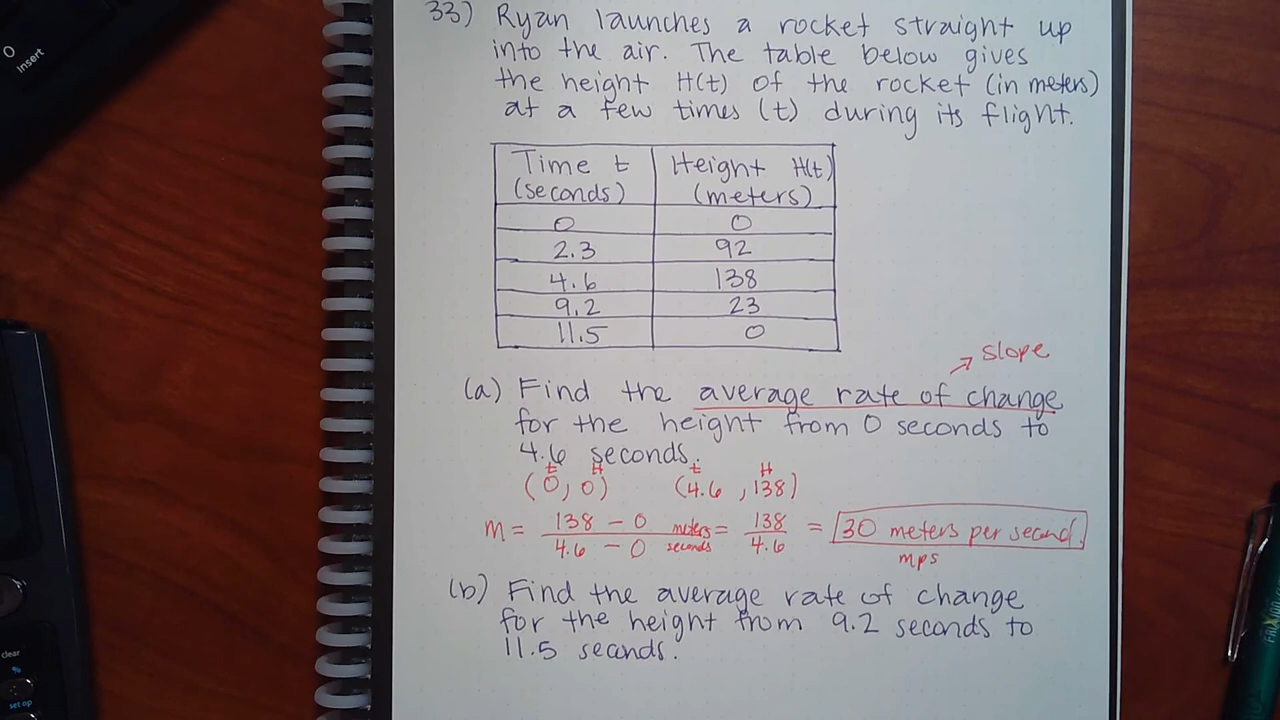 33) Ryan launches a rocket straight up
into the air. The table below gives
the height H(t) of the rocket (in meters)
at a few times (t) during its flight.
Time t (seconds) Height H(t) (meters)
0 0
2.3 92
4.6 138
9.2 23
11.5 0
→ slope
(a) Find the average rate of change
for the height from 0 seconds to
4.6 seconds.
t H t H
(0, 0) (4.6, 138)
m = 138 - 0 / 4.6 - 0 meters / seconds = 138 / 4.6 = 30 meters per second.
mps
(b) Find the average rate of change
for the height from 9.2 seconds to
11.5 seconds.
0
Insert
clear
%
set op